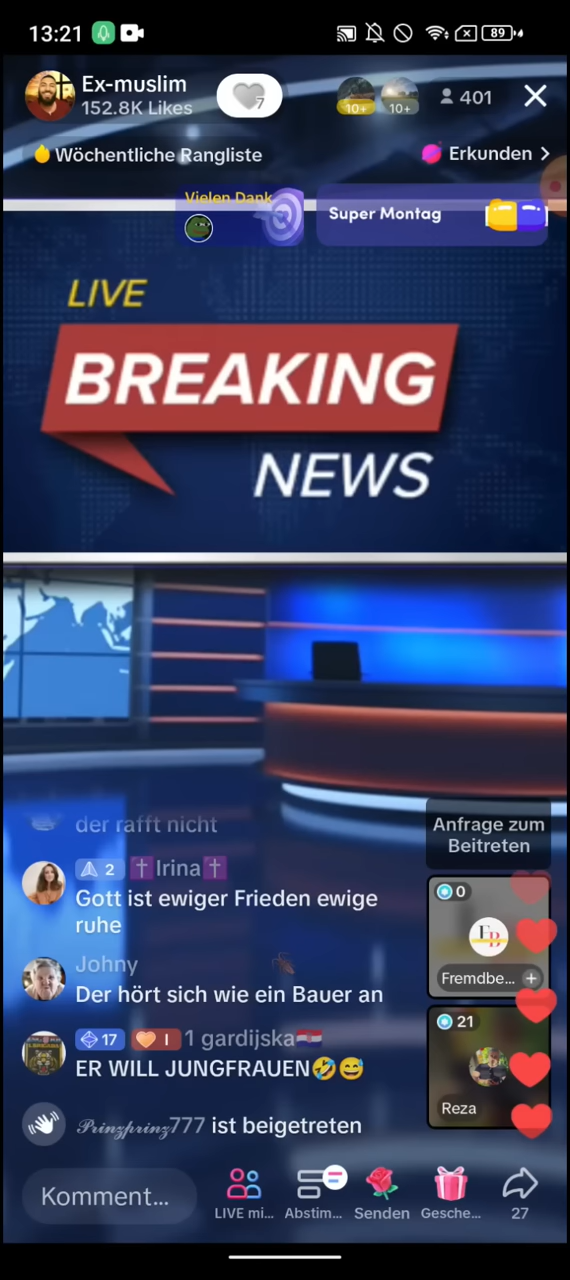 13:21
89
Ex-muslim
152.8K Likes
7
10+
10+
401
Wöchentliche Rangliste
Erkunden
Vielen Dank
Super Montag
LIVE
BREAKING
NEWS
der rafft nicht
Anfrage zum
Beitreten
2 ✝️Irina✝️
Gott ist ewiger Frieden ewige
ruhe
0
FB
Fremdbe... +
Johny
Der hört sich wie ein Bauer an
17 I 1 gardijska🇭🇷
ER WILL JUNGFRAUEN🤣😅
21
Reza
𝒫𝓇𝒾𝓃𝓏𝓅𝓇𝒾𝓃𝓏777 ist beigetreten
Komment...
LIVE mi...
Abstim...
Senden
Gesche...
27